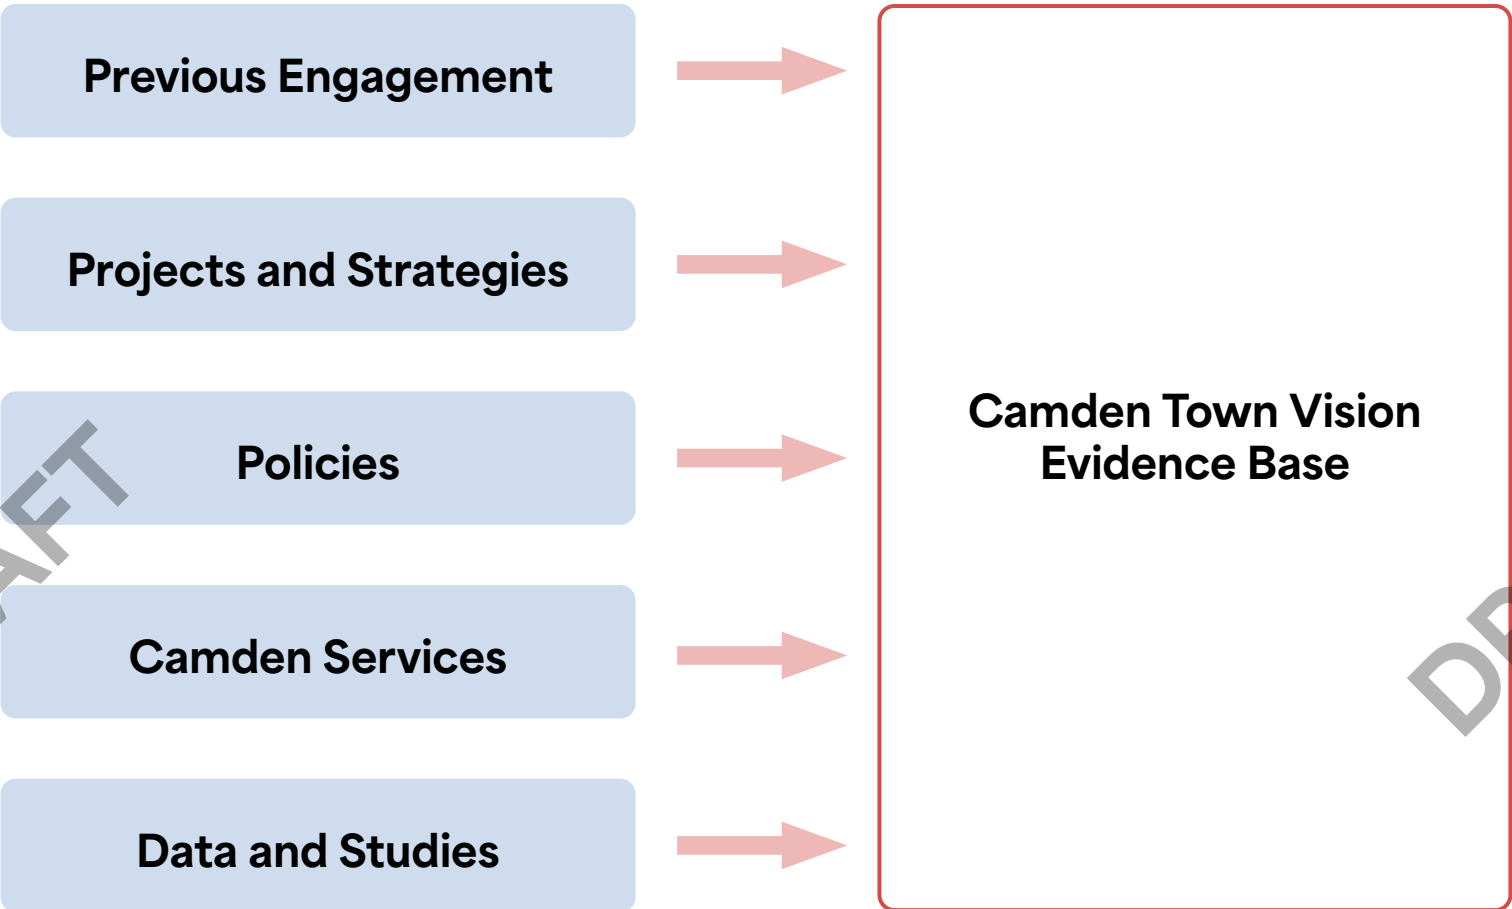 Previous Engagement
Projects and Strategies
Policies
Camden Services
Data and Studies
Camden Town Vision
Evidence Base